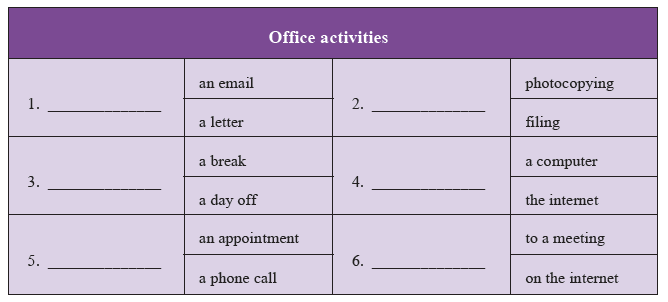 Office activities
1. ______________
an email
a letter
2. ______________
photocopying
filing
3. ______________
a break
a day off
4. ______________
a computer
the internet
5. ______________
an appointment
a phone call
6. ______________
to a meeting
on the internet